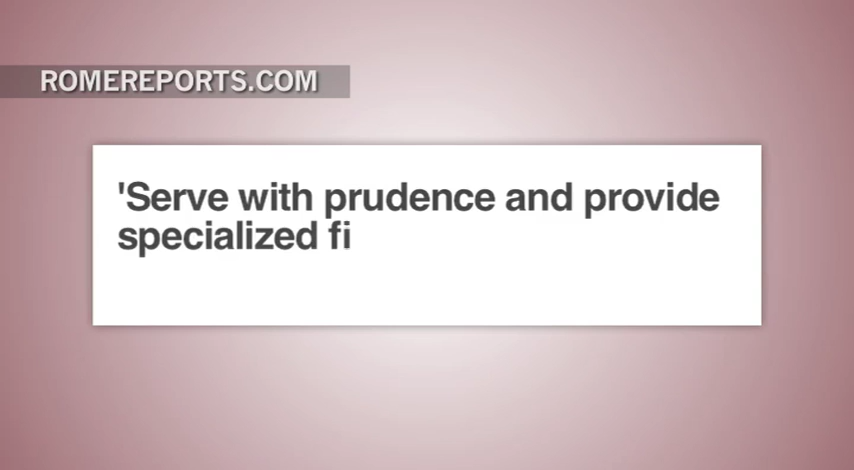 ROMEREPORTS.COM
'Serve with prudence and provide
specialized fi